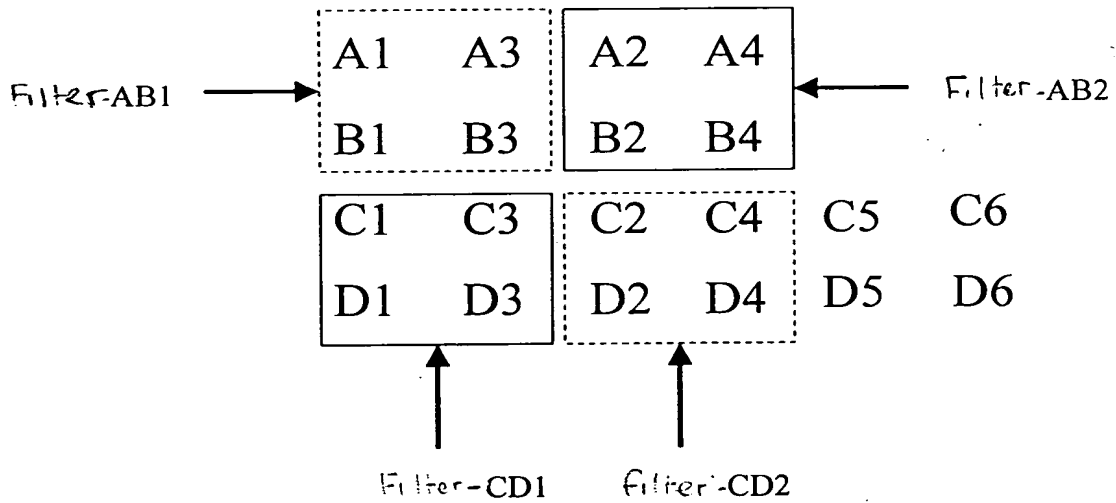 A1 A3 A2 A4
Filter-AB1 Filter-AB2
B1 B3 B2 B4
C1 C3 C2 C4 C5 C6
D1 D3 D2 D4 D5 D6
Filter-CD1 Filter-CD2